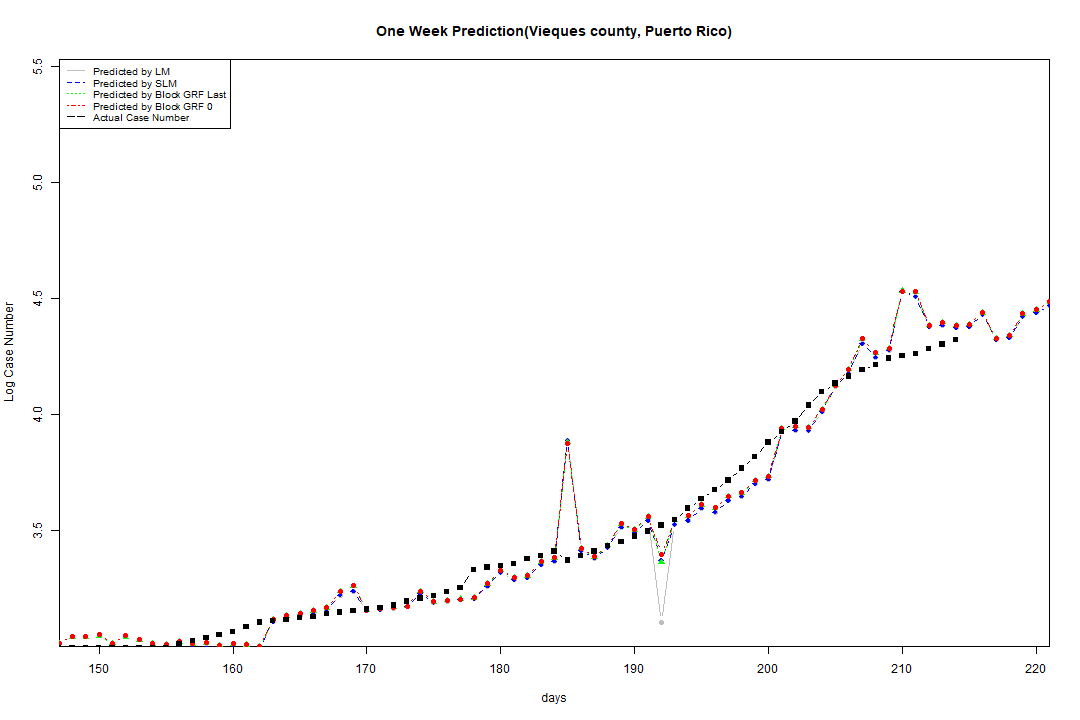 One Week Prediction(Vieques county, Puerto Rico)
Predicted by LM
Predicted by SLM
Predicted by Block GRF Last
Predicted by Block GRF 0
Actual Case Number
5.5
5.0
4.5
4.0
3.5
Log Case Number
150 160 170 180 190 200 210 220
days